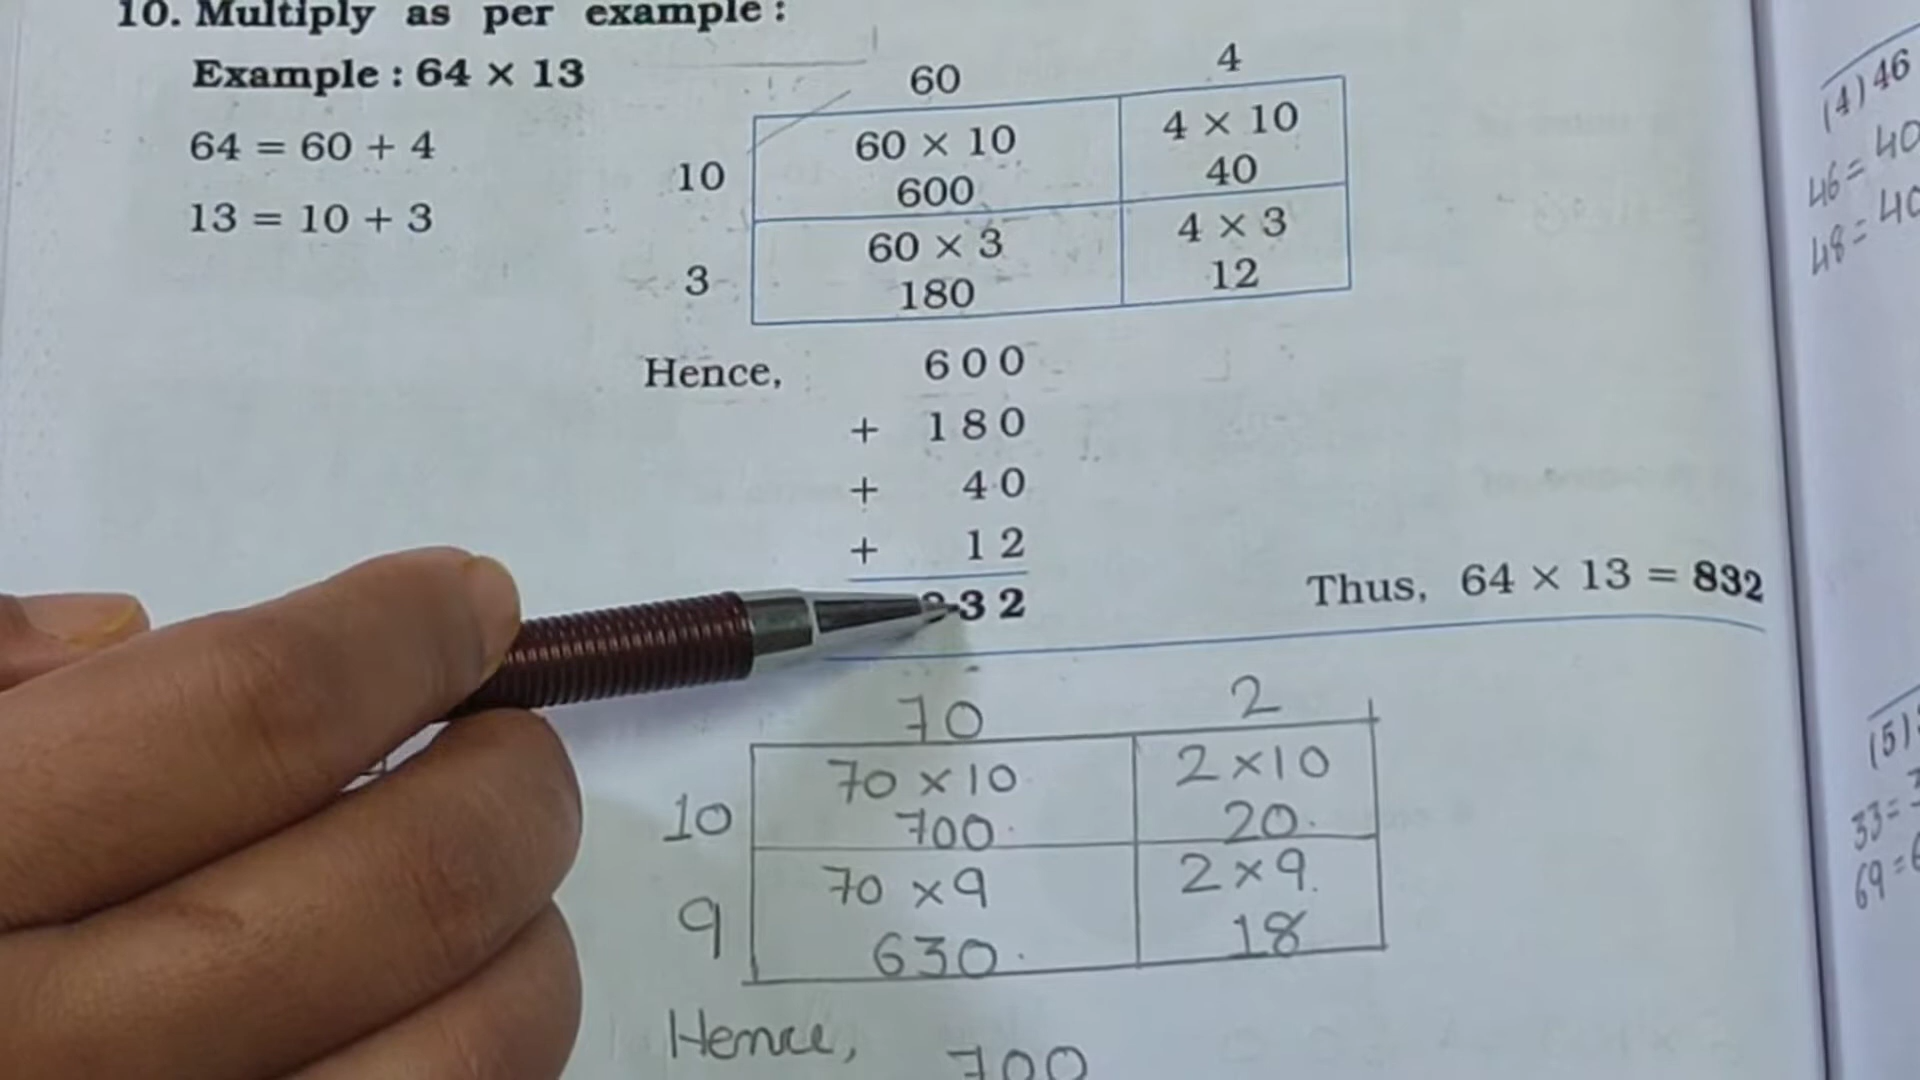 10. Multiply as per example :
Example : 64 × 13
64 = 60 + 4
13 = 10 + 3
60 4
10 60 × 10 4 × 10
600 40
3 60 × 3 4 × 3
180 12
Hence, 600
+ 180
+ 40
+ 12
32
Thus, 64 × 13 = 832
70 2
10 70 × 10 2 × 10
700 20
9 70 × 9 2 × 9
630 18
Hence, 700
(4) 46
46 = 40
48 = 40
(5)
33 =
69 =